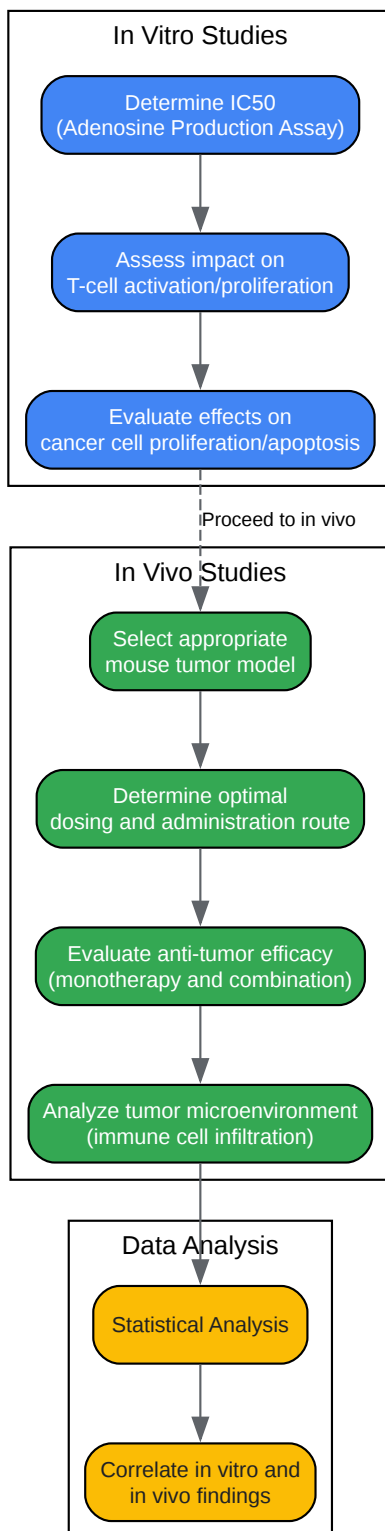 In Vitro Studies
Determine IC50
(Adenosine Production Assay)
Assess impact on
T-cell activation/proliferation
Evaluate effects on
cancer cell proliferation/apoptosis
Proceed to in vivo
In Vivo Studies
Select appropriate
mouse tumor model
Determine optimal
dosing and administration route
Evaluate anti-tumor efficacy
(monotherapy and combination)
Analyze tumor microenvironment
(immune cell infiltration)
Data Analysis
Statistical Analysis
Correlate in vitro and
in vivo findings